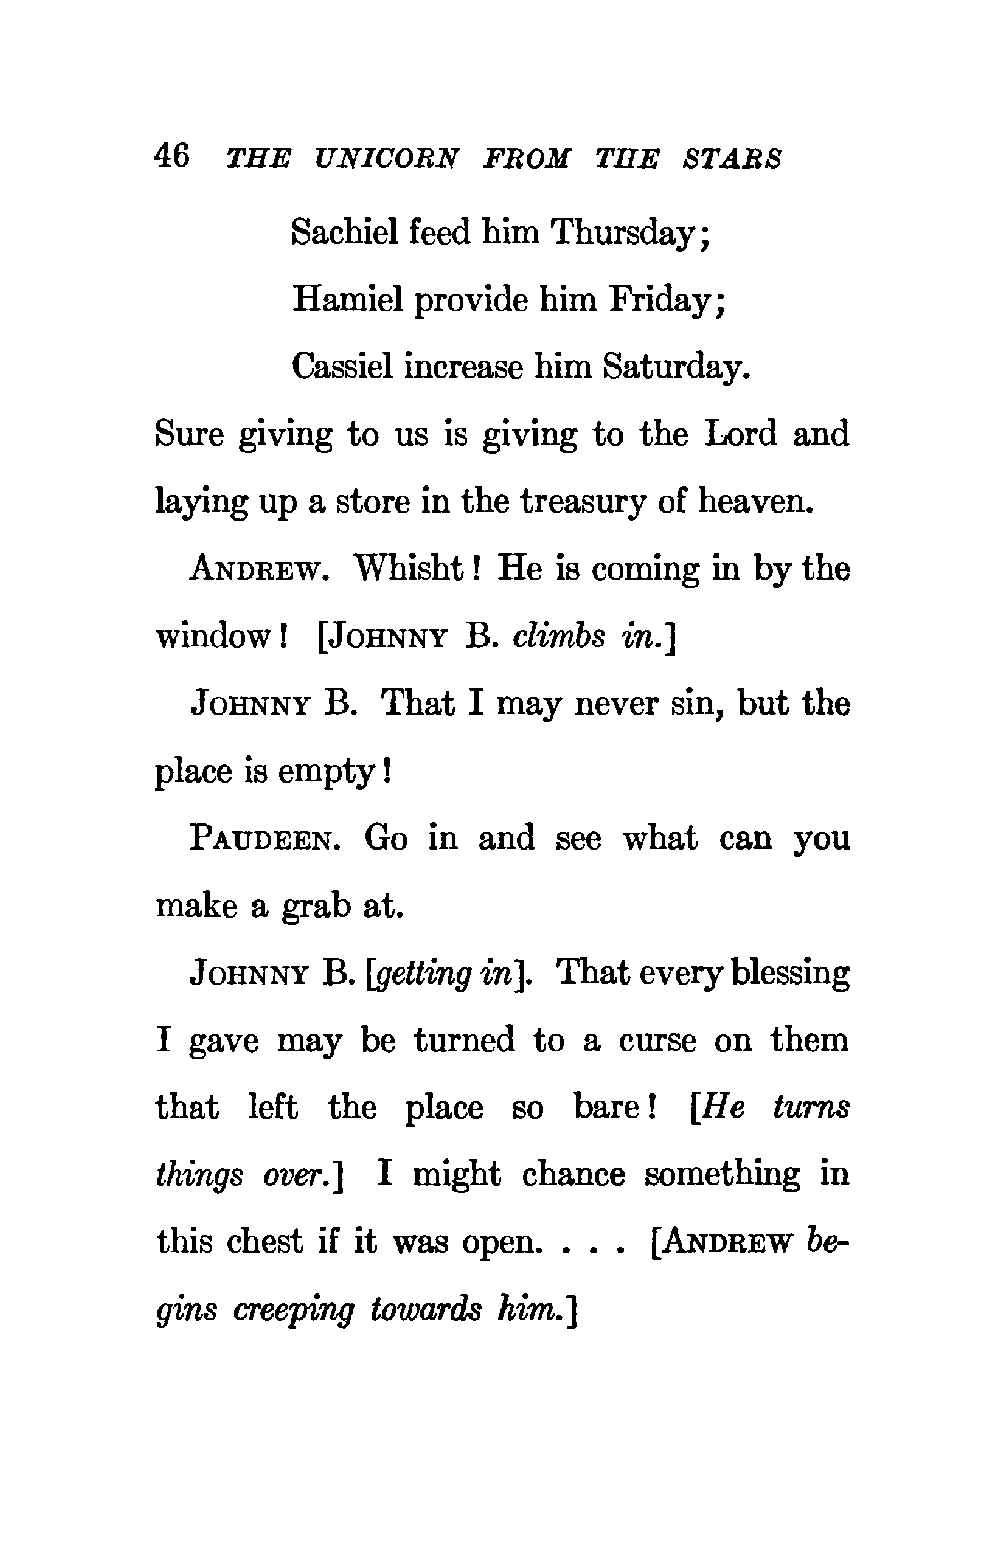 46 THE UNICORN FROM THE STARS
Sachiel feed him Thursday;
Hamiel provide him Friday;
Cassiel increase him Saturday.
Sure giving to us is giving to the Lord and
laying up a store in the treasury of heaven.
ANDREW. Whisht! He is coming in by the
window! [JOHNNY B. climbs in.]
JOHNNY B. That I may never sin, but the
place is empty!
PAUDEEN. Go in and see what can you
make a grab at.
JOHNNY B. [getting in]. That every blessing
I gave may be turned to a curse on them
that left the place so bare! [He turns
things over.] I might chance something in
this chest if it was open. . . . [ANDREW be-
gins creeping towards him.]